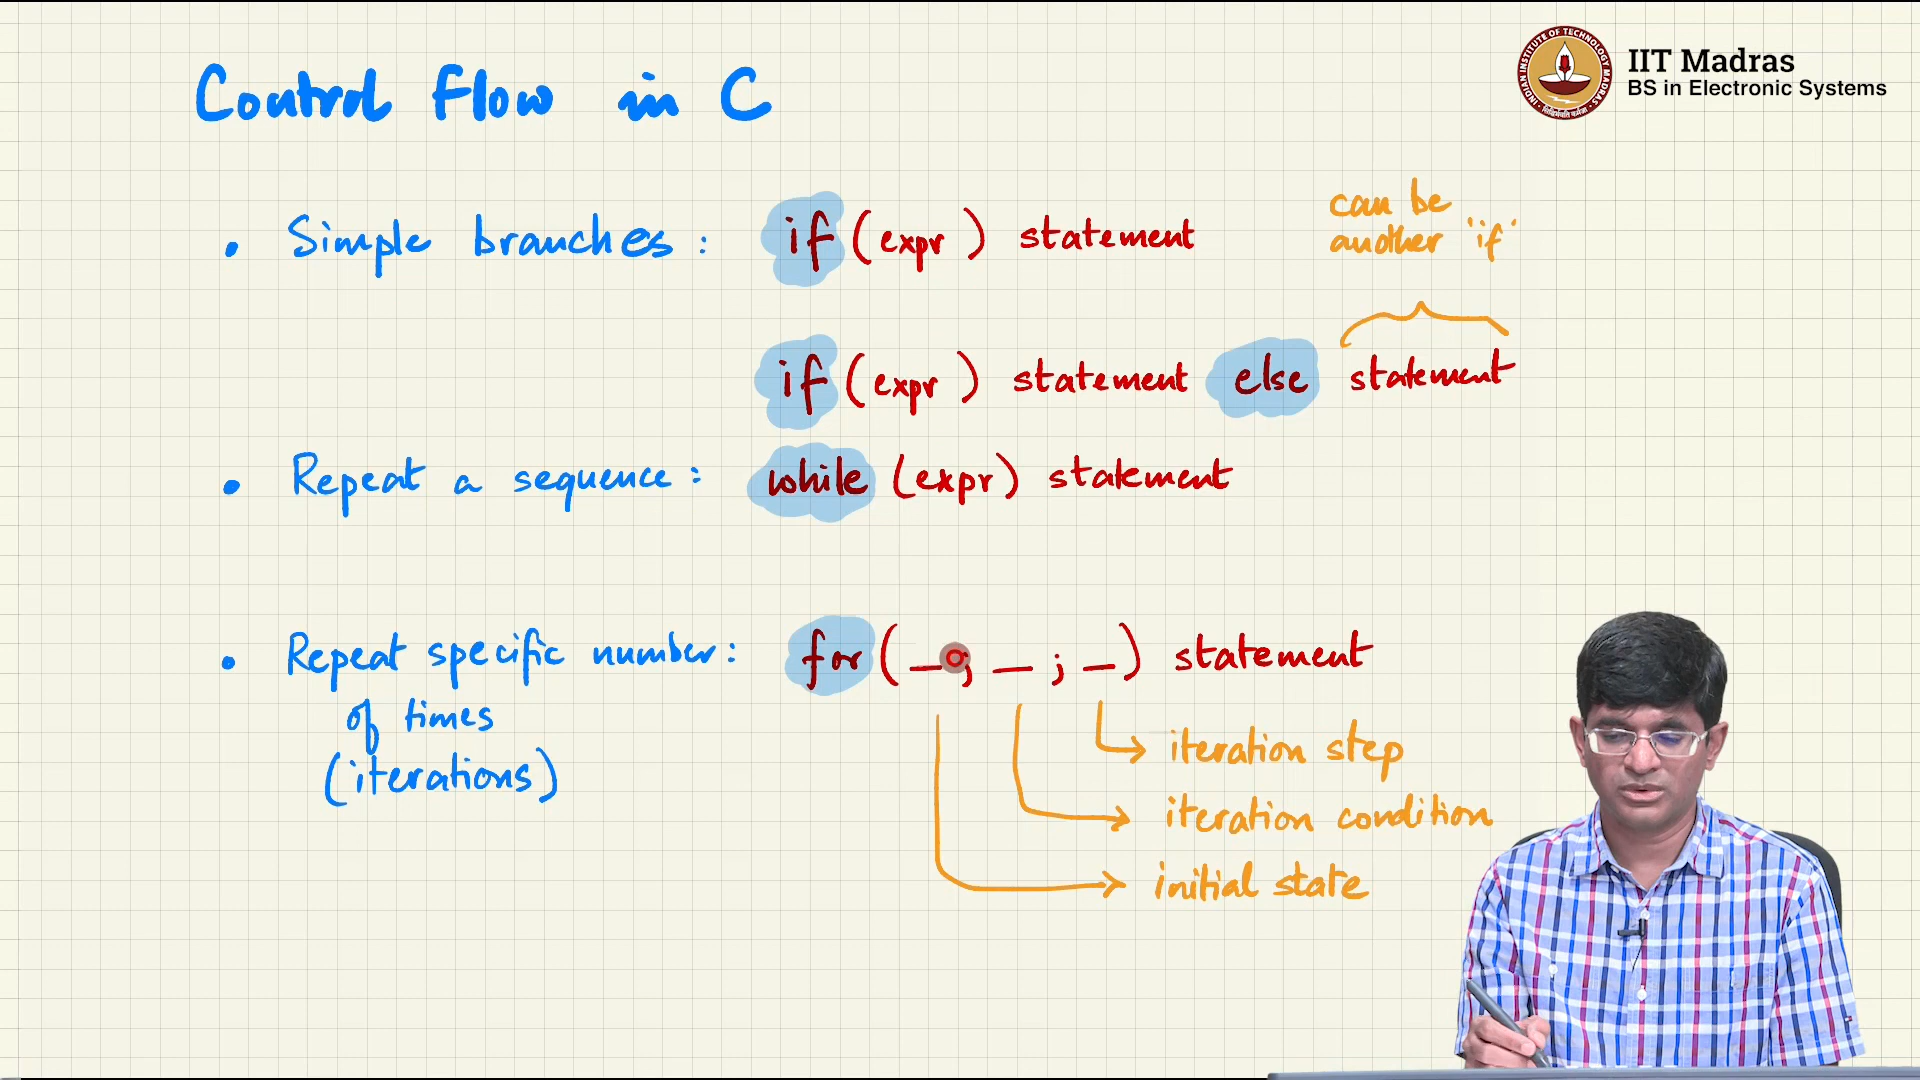 Control Flow in C
IIT Madras
BS in Electronic Systems
• Simple branches : if (expr) statement
can be
another 'if'
if (expr) statement else statement
• Repeat a sequence : while (expr) statement
• Repeat specific number : for ( _ ; _ ; _ ) statement
of times
(iterations)
iteration step
iteration condition
initial state